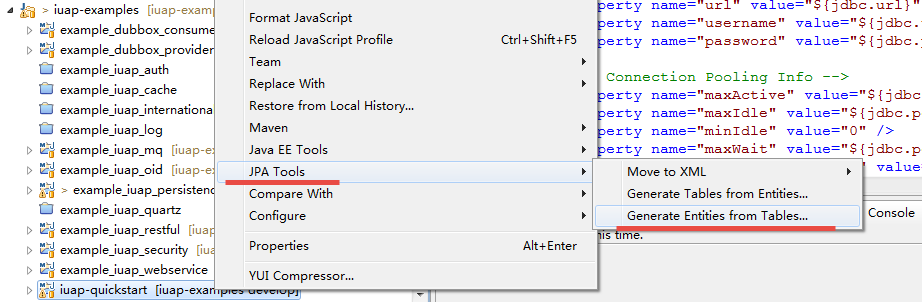 > iuap-examples [iuap-
example_dubbox_consume
example_dubbox_provider
example_iuap_auth
example_iuap_cache
example_iuap_international
example_iuap_log
example_iuap_mq [iuap-ex
example_iuap_oid [iuap-e
> example_iuap_persistenc
example_iuap_quartz
example_iuap_restful [iua
example_iuap_security [iu
example_iuap_webservice
iuap-quickstart [iuap-examples develop]
Format JavaScript
Reload JavaScript Profile Ctrl+Shift+F5
Team
Replace With
Restore from Local History...
Maven
Java EE Tools
JPA Tools
Compare With
Configure
Properties Alt+Enter
YUI Compressor...
Move to XML
Generate Tables from Entities...
Generate Entities from Tables...
perty name="url" value="${jdbc.url}"
perty name="username" value="${jdbc.
perty name="password" value="${jdbc.
Connection Pooling Info -->
perty name="maxActive" value="${jdbc
perty name="maxIdle" value="${jdbc.p
perty name="minIdle" value="0" />
perty name="maxWait" value="${jdbc.p
" value
Console
his time.